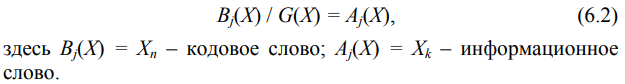 Bj(X) / G(X) = Aj(X), (6.2)
здесь Bj(X) = Xn – кодовое слово; Aj(X) = Xk – информационное
слово.